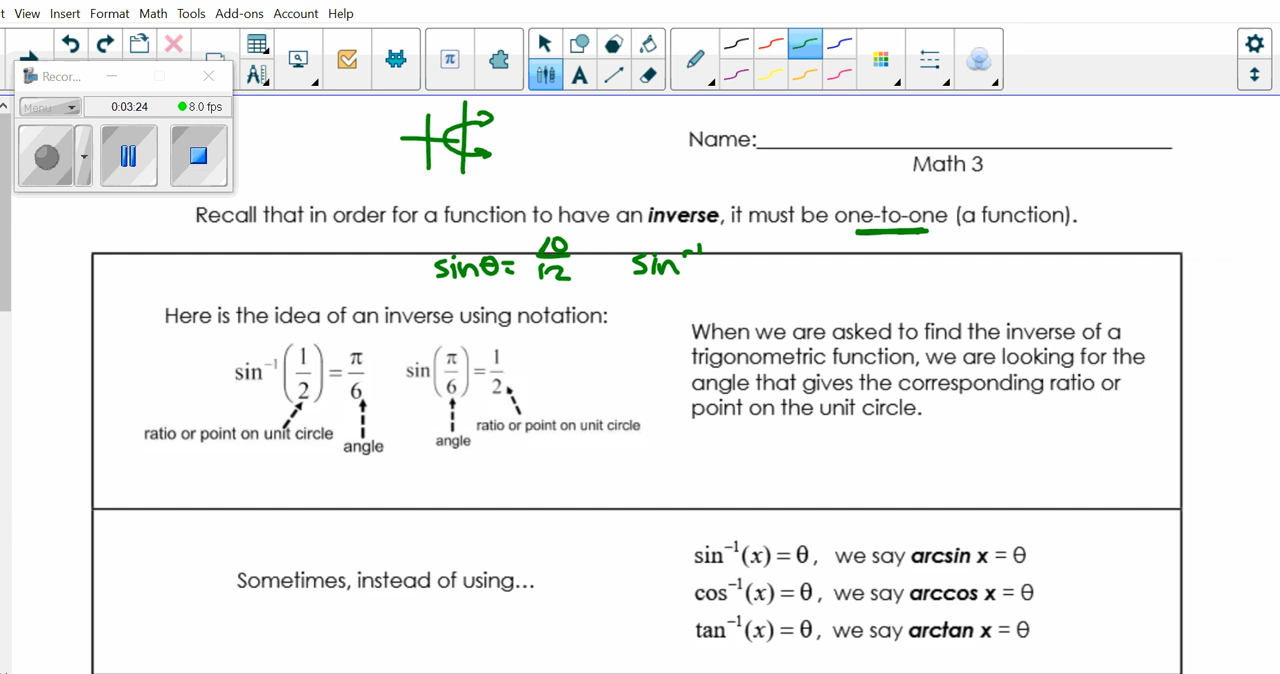 t View Insert Format Math Tools Add-ons Account Help
Recor...
Menu 0:03:24 8.0 fps
Name:
Math 3
Recall that in order for a function to have an inverse, it must be one-to-one (a function).
sinθ= 10/12 sin⁻¹
Here is the idea of an inverse using notation:
sin⁻¹(1/2) = π/6 sin(π/6) = 1/2
ratio or point on unit circle
angle
angle
ratio or point on unit circle
When we are asked to find the inverse of a
trigonometric function, we are looking for the
angle that gives the corresponding ratio or
point on the unit circle.
Sometimes, instead of using...
sin⁻¹(x) = θ, we say arcsin x = θ
cos⁻¹(x) = θ, we say arccos x = θ
tan⁻¹(x) = θ, we say arctan x = θ